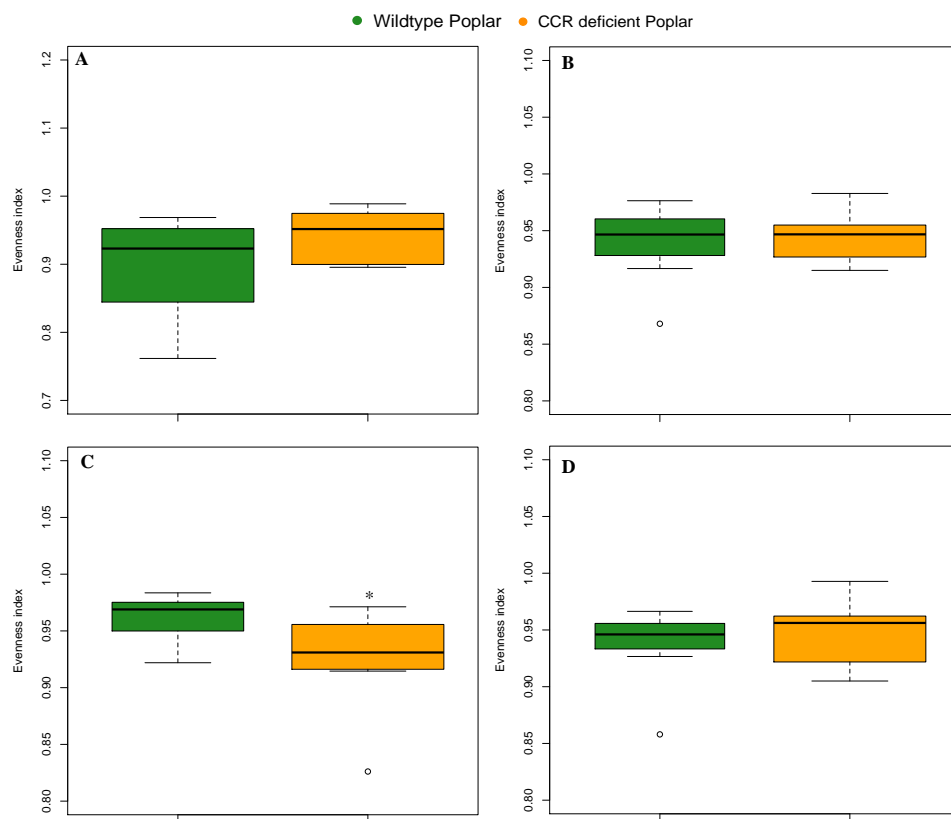 Wildtype Poplar CCR deficient Poplar
A
Evenness index
0.7 0.8 0.9 1.0 1.1 1.2
B
Evenness index
0.80 0.85 0.90 0.95 1.00 1.05 1.10
C
Evenness index
0.80 0.85 0.90 0.95 1.00 1.05 1.10
*
D
Evenness index
0.80 0.85 0.90 0.95 1.00 1.05 1.10